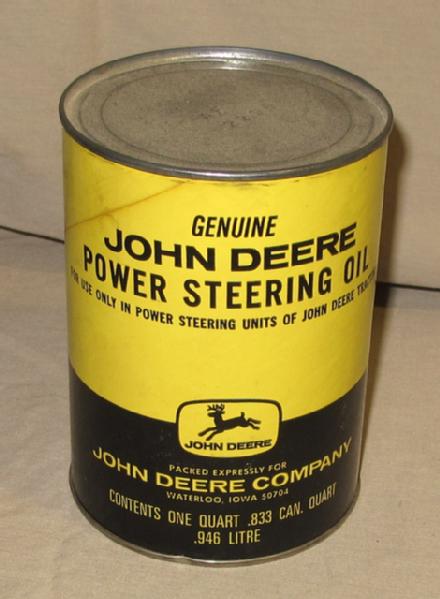 GENUINE
JOHN DEERE
POWER STEERING OIL
USE ONLY IN POWER STEERING UNITS OF JOHN DEERE
JOHN DEERE
PACKED EXPRESSLY FOR
JOHN DEERE COMPANY
WATERLOO, IOWA 50704
CONTENTS ONE QUART .833 CAN. QUART
.946 LITRE